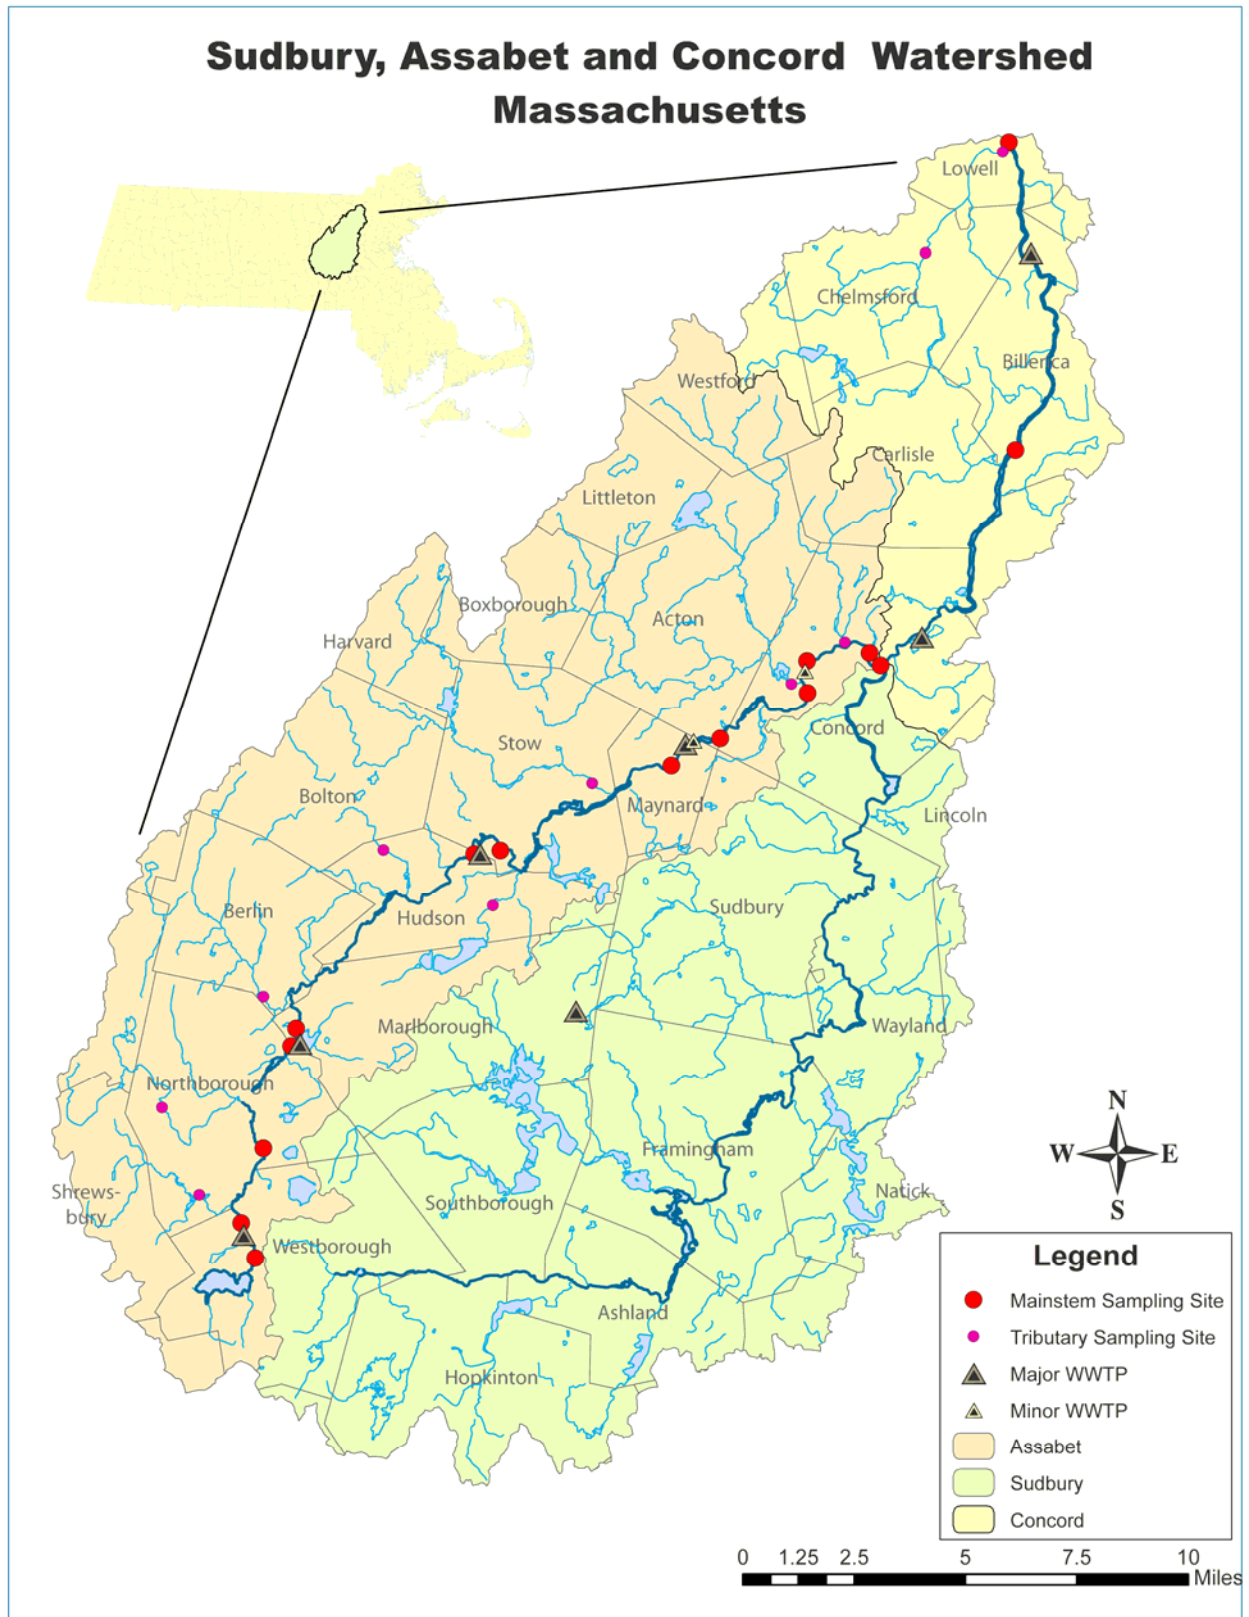 Sudbury, Assabet and Concord Watershed
Massachusetts
Lowell
Chelmsford
Billerica
Westford
Carlisle
Littleton
Boxborough
Acton
Harvard
Concord
Stow
Bolton
Maynard
Lincoln
Berlin
Hudson
Sudbury
Marlborough
Wayland
Northborough
Framingham
Shrews-
bury
Southborough
Natick
Westborough
Ashland
Hopkinton
N
W E
S
Legend
Mainstem Sampling Site
Tributary Sampling Site
Major WWTP
Minor WWTP
Assabet
Sudbury
Concord
0 1.25 2.5 5 7.5 10
Miles